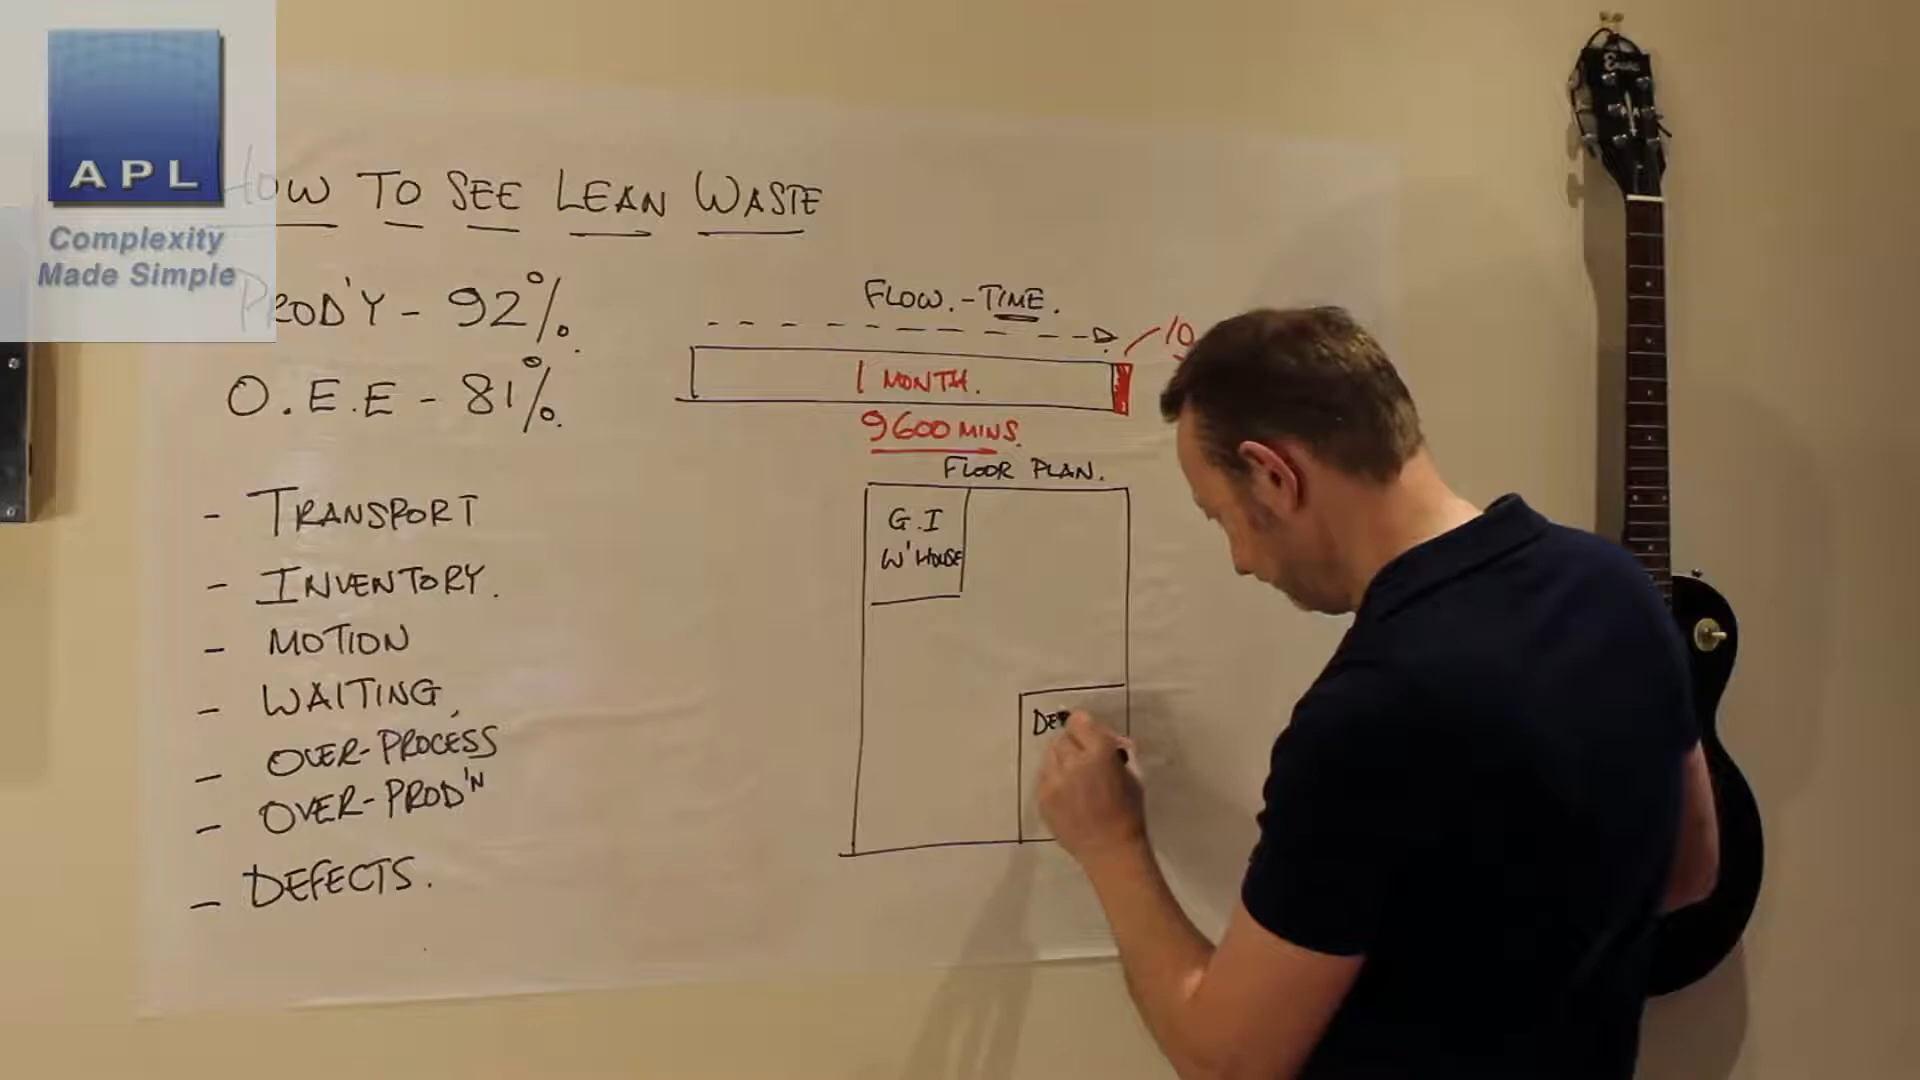 APL
Complexity
Made Simple
HOW TO SEE LEAN WASTE
PROD'Y - 92%.
O.E.E - 81%.
- TRANSPORT
- INVENTORY.
- MOTION
- WAITING,
- OVER-PROCESS
- OVER-PROD'N
- DEFECTS.
FLOW.-TIME.
10
1 MONTH.
9600 MINS.
FLOOR PLAN.
G.I
W'HOUSE